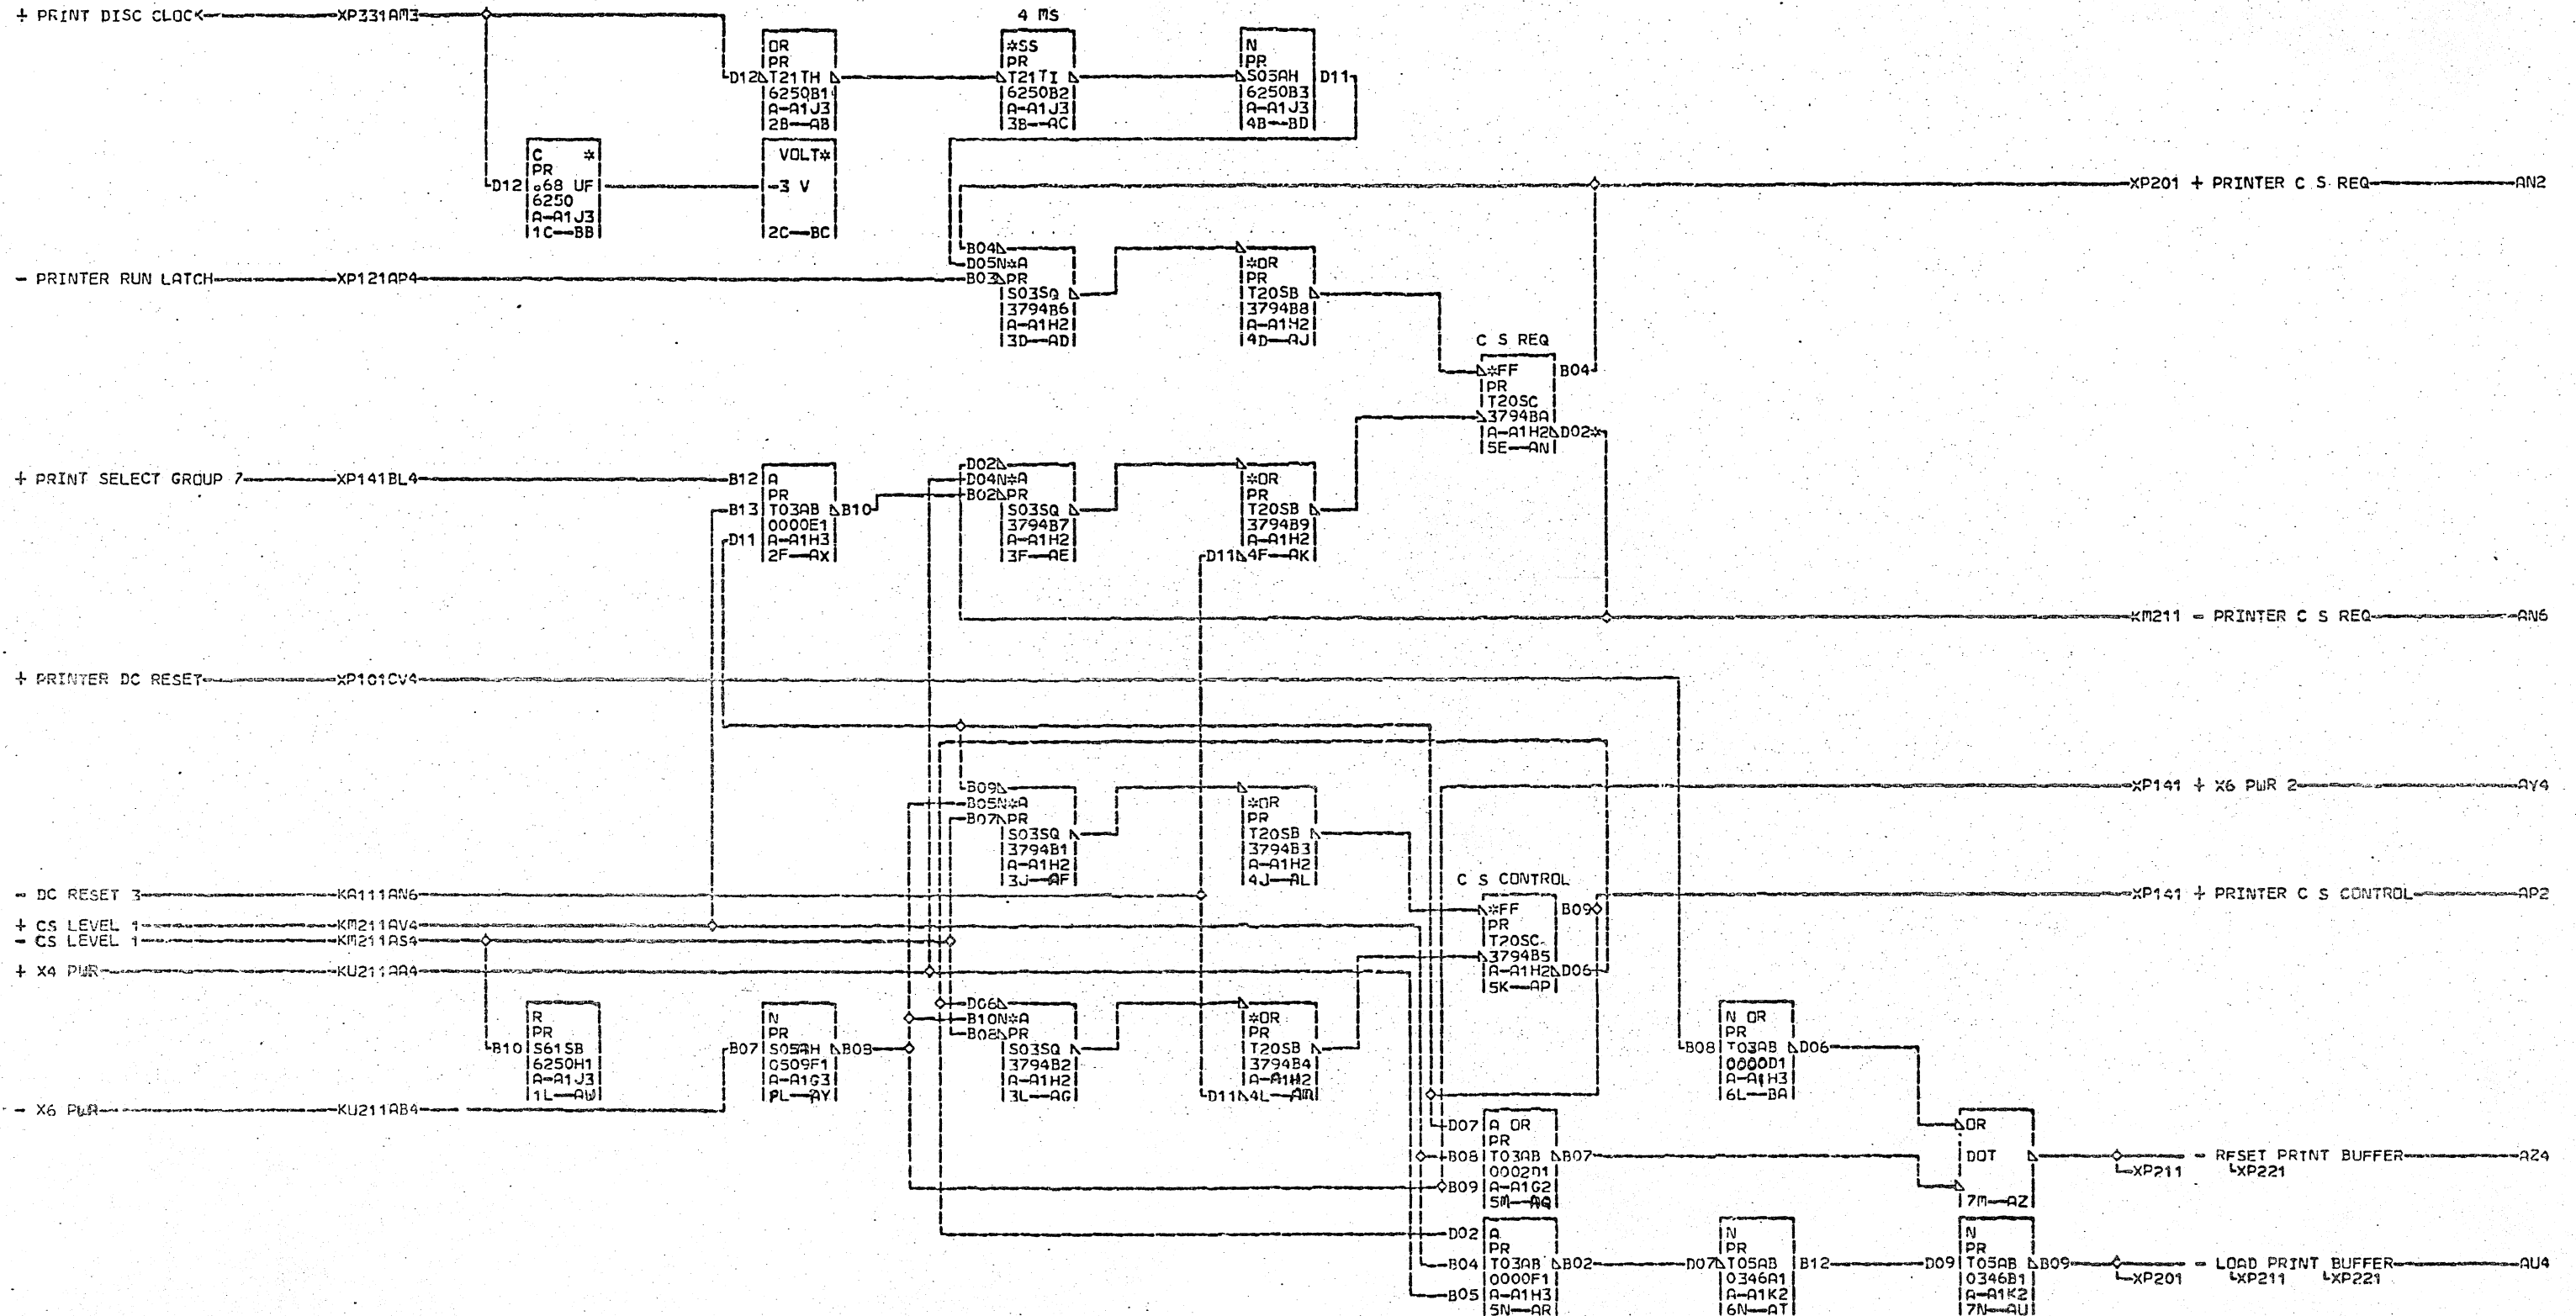 + PRINT DISC CLOCK XP331AM3
4 MS
OR
PR
D12 T21TH
6250B1
A-A1J3
2B AB
*SS
PR
T21TI
6250B2
A-A1J3
3B AC
N
PR
S03AH D11
6250B3
A-A1J3
4B BD
C *
PR
D12 .68 UF
6250
A-A1J3
1C BB
VOLT*
-3 V
2C BC
XP201 + PRINTER C S REQ AN2
- PRINTER RUN LATCH XP121AP4
B04
D05N*A
B03 PR
S03SQ
3794B6
A-A1H2
3D AD
*OR
PR
T20SB
3794B8
A-A1H2
4D AJ
C S REQ
*FF B04
PR
T20SC
3794BA
A-A1H2 D02*
5E AN
+ PRINT SELECT GROUP 7 XP141BL4
B12 A
PR
B13 T03AB B10
0000E1
D11 A-A1H3
2F AX
D02
D04N*A
B02 PR
S03SQ
3794B7
A-A1H2
3F AE
*OR
PR
T20SB
3794B9
A-A1H2
D11 4F AK
KM211 - PRINTER C S REQ AN6
+ PRINTER DC RESET XP101CV4
B09
B05N*A
B07 PR
S03SQ
3794B1
A-A1H2
3J AF
*OR
PR
T20SB
3794B3
A-A1H2
4J AL
XP141 + X6 PWR 2 AY4
- DC RESET 3 KA111AN6
+ CS LEVEL 1 KM211AV4
- CS LEVEL 1 KM211AS4
+ X4 PWR KU211AA4
C S CONTROL
*FF B09
PR
T20SC
3794B5
A-A1H2 D06
5K AP
XP141 + PRINTER C S CONTROL AP2
R
PR
B10 S61SB
6250H1
A-A1J3
1L AW
N
PR
B07 S05AH B03
0509F1
A-A1G3
2L AY
D06
B10N*A
B02 PR
S03SQ
3794B2
A-A1H2
3L AG
*OR
PR
T20SB
3794B4
A-A1H2
D11 4L AM
N OR
PR
B08 T03AB D06
0000D1
A-A1H3
6L BA
- X6 PWR KU211AB4
D07 A OR
PR
B08 T03AB B07
0002D1
B09 A-A1G2
5M AQ
OR
DOT
7M AZ
- RESET PRINT BUFFER AZ4
XP211 XP221
D02 A
PR
B04 T03AB B02
0000F1
B05 A-A1H3
5N AR
N
PR
D07 T05AB B12
0346A1
A-A1K2
6N AT
N
PR
D09 T05AB B09
0346B1
A-A1K2
7N AU
- LOAD PRINT BUFFER AU4
XP201 XP211 XP221